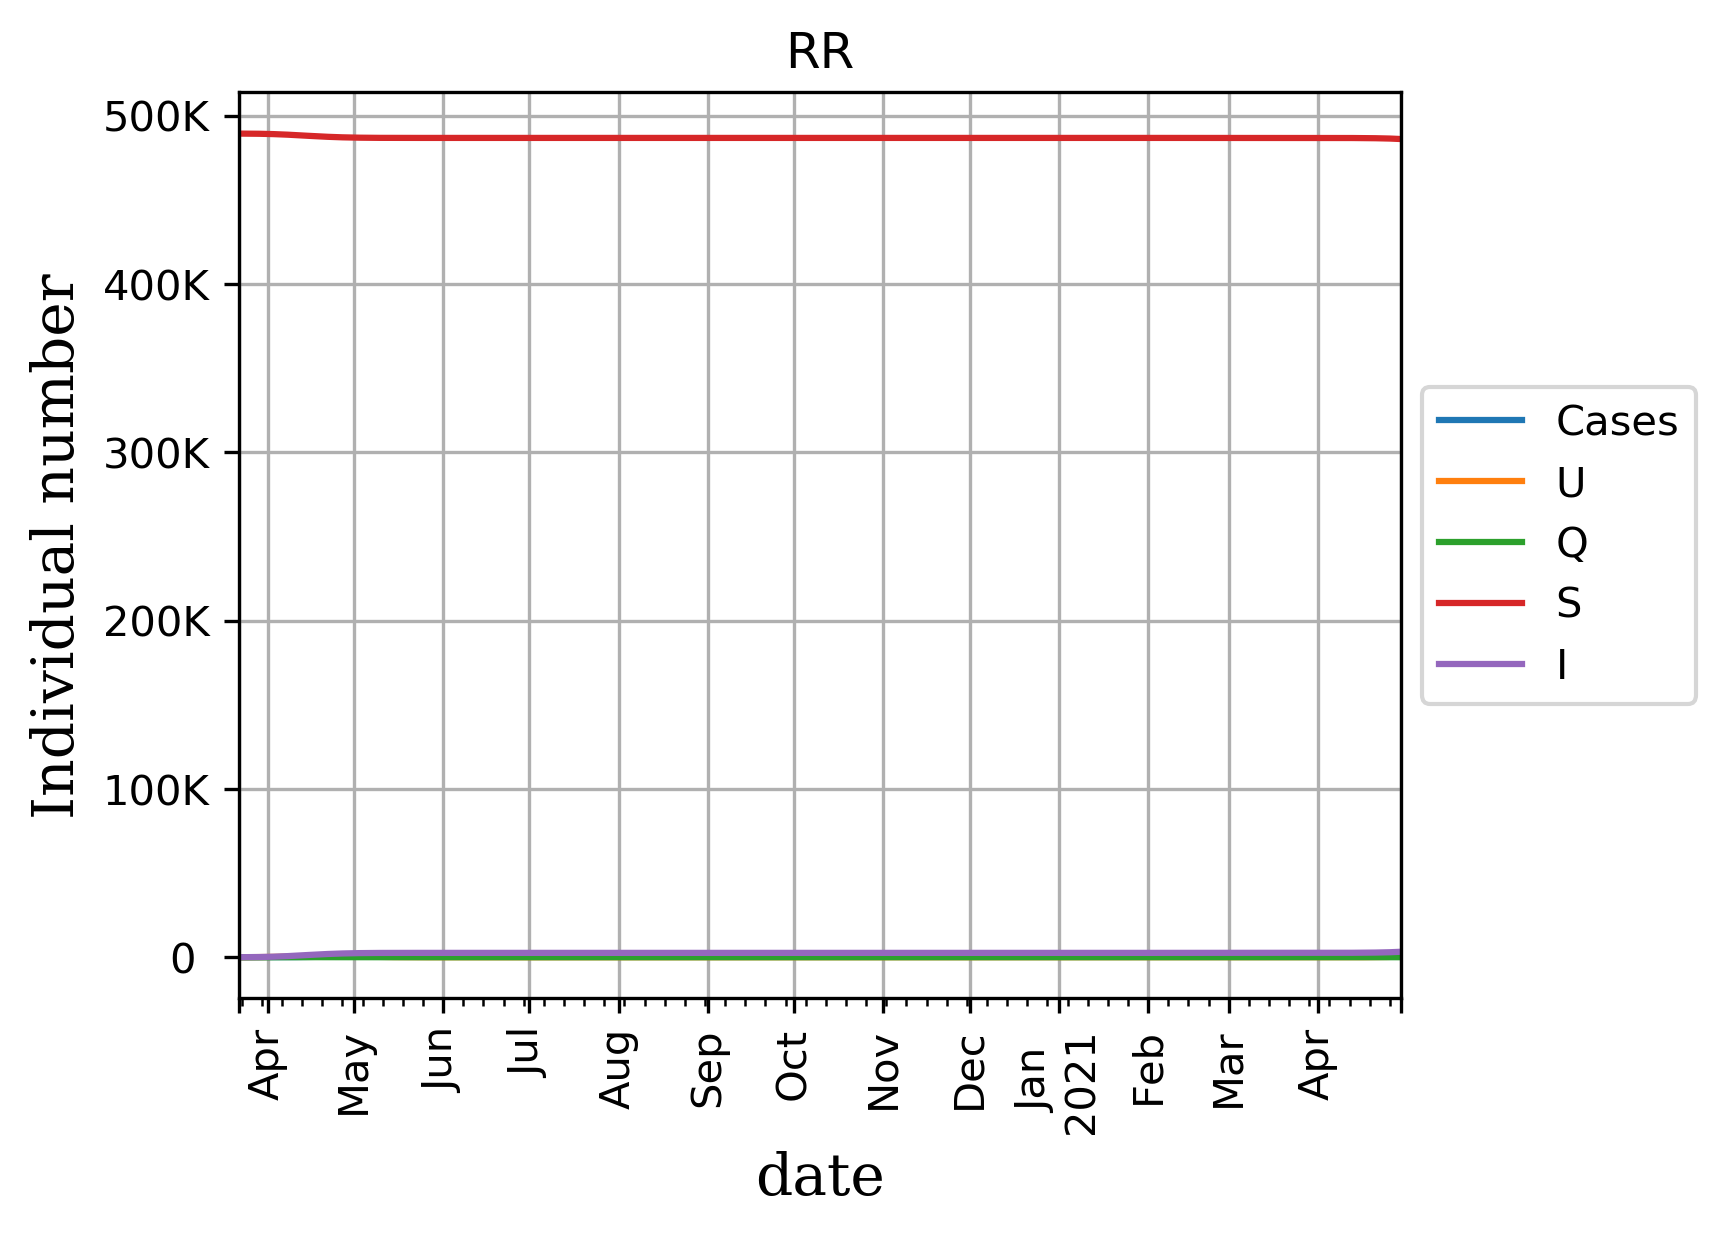 RR
500K
400K
300K
200K
100K
0
Individual number
Apr
May
Jun
Jul
Aug
Sep
Oct
Nov
Dec
Jan
2021
Feb
Mar
Apr
date
Cases
U
Q
S
I